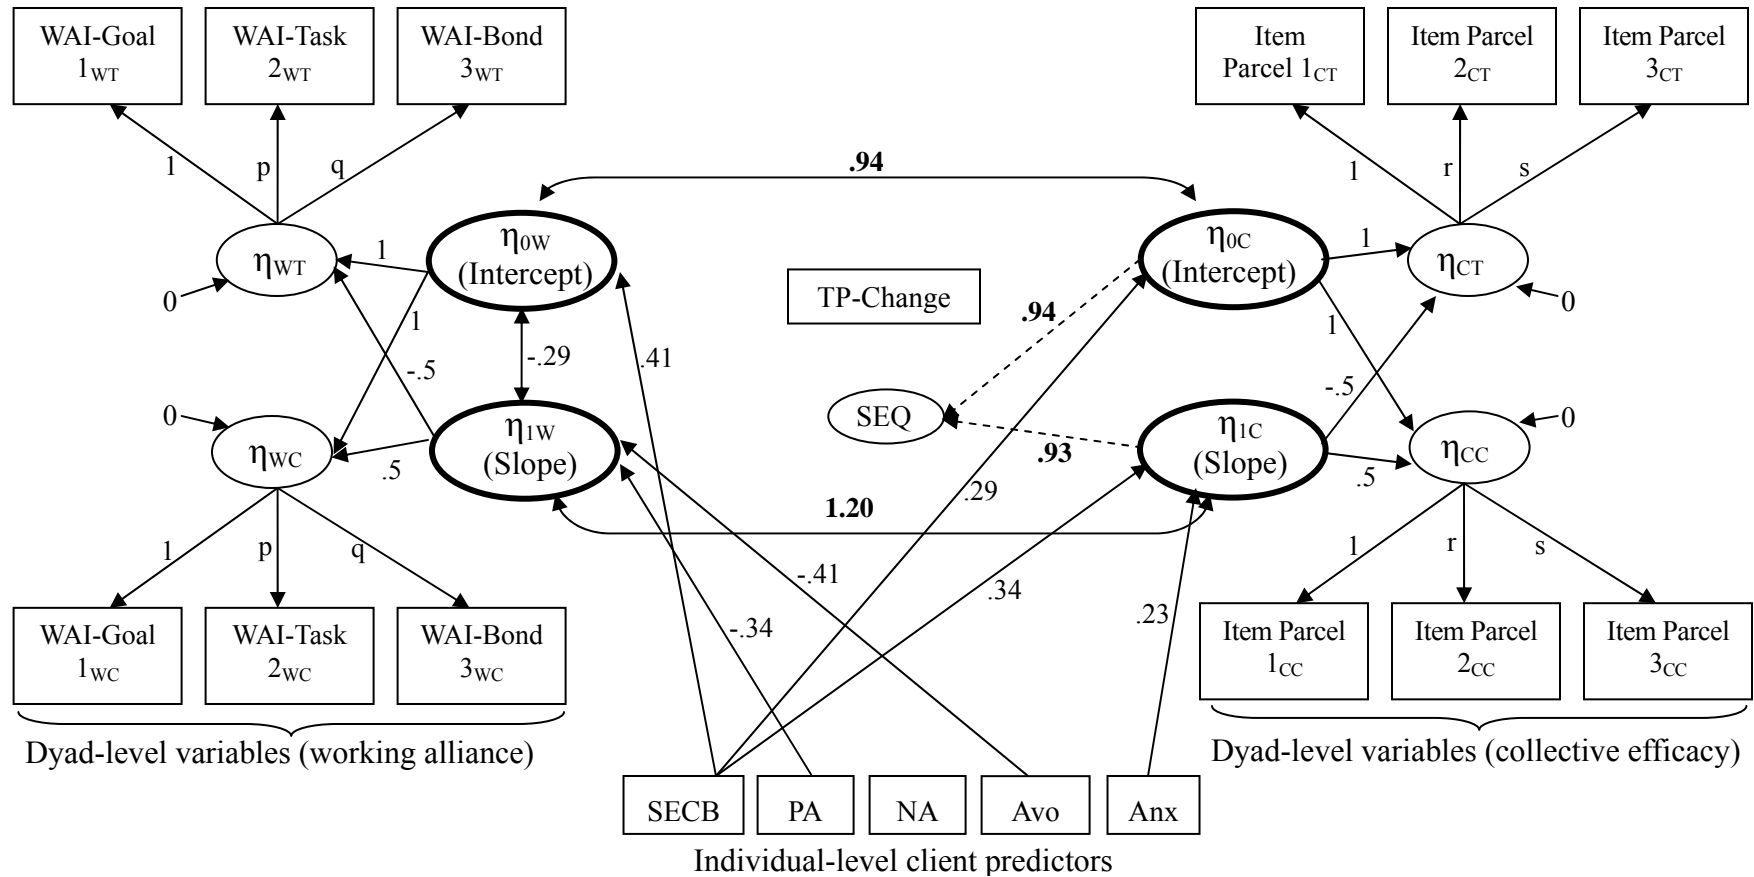 WAI-Goal
1WT
WAI-Task
2WT
WAI-Bond
3WT
Item
Parcel 1CT
Item Parcel
2CT
Item Parcel
3CT
1
p
q
.94
1
r
s
ηWT
1
η0W
(Intercept)
η0C
(Intercept)
1
ηCT
0
TP-Change
0
1
.94
1
-.29
.41
-.5
-.5
0
SEQ
0
ηWC
η1W
(Slope)
.93
η1C
(Slope)
ηCC
.5
.5
.29
1.20
1
p
q
1
r
s
-.41
.34
.23
-.34
WAI-Goal
1WC
WAI-Task
2WC
WAI-Bond
3WC
Item Parcel
1CC
Item Parcel
2CC
Item Parcel
3CC
Dyad-level variables (working alliance)
Dyad-level variables (collective efficacy)
SECB
PA
NA
Avo
Anx
Individual-level client predictors